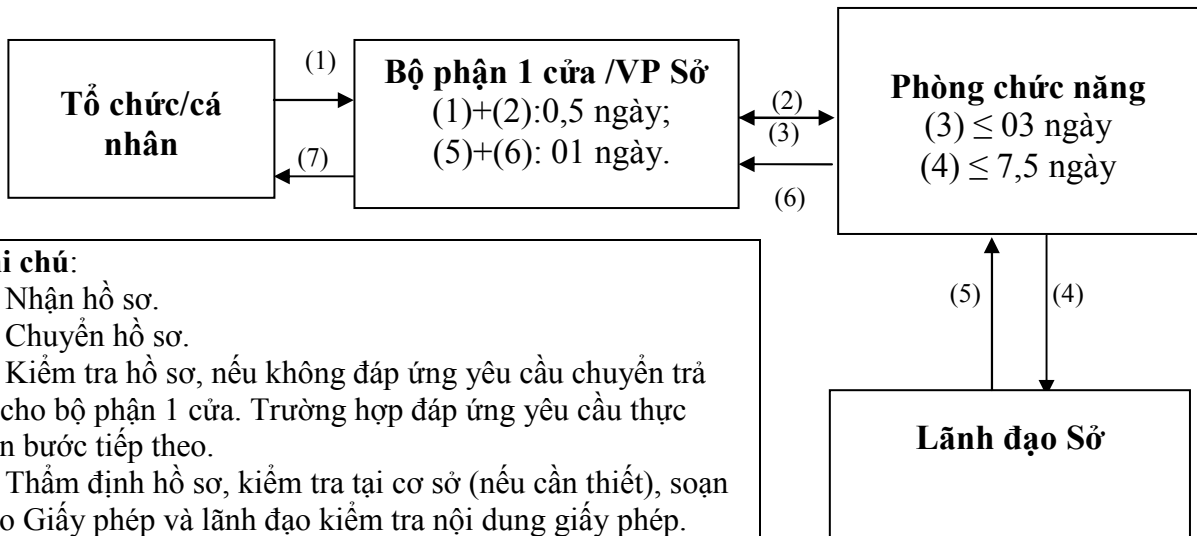 Tổ chức/cá
nhân
(1)
(7)
Bộ phận 1 cửa /VP Sở
(1)+(2):0,5 ngày;
(5)+(6): 01 ngày.
(2)
(3)
(6)
Phòng chức năng
(3) ≤ 03 ngày
(4) ≤ 7,5 ngày
(5)
(4)
Lãnh đạo Sở
i chú:
Nhận hồ sơ.
Chuyển hồ sơ.
Kiểm tra hồ sơ, nếu không đáp ứng yêu cầu chuyển trả
cho bộ phận 1 cửa. Trường hợp đáp ứng yêu cầu thực
n bước tiếp theo.
Thẩm định hồ sơ, kiểm tra tại cơ sở (nếu cần thiết), soạn
o Giấy phép và lãnh đạo kiểm tra nội dung giấy phép.